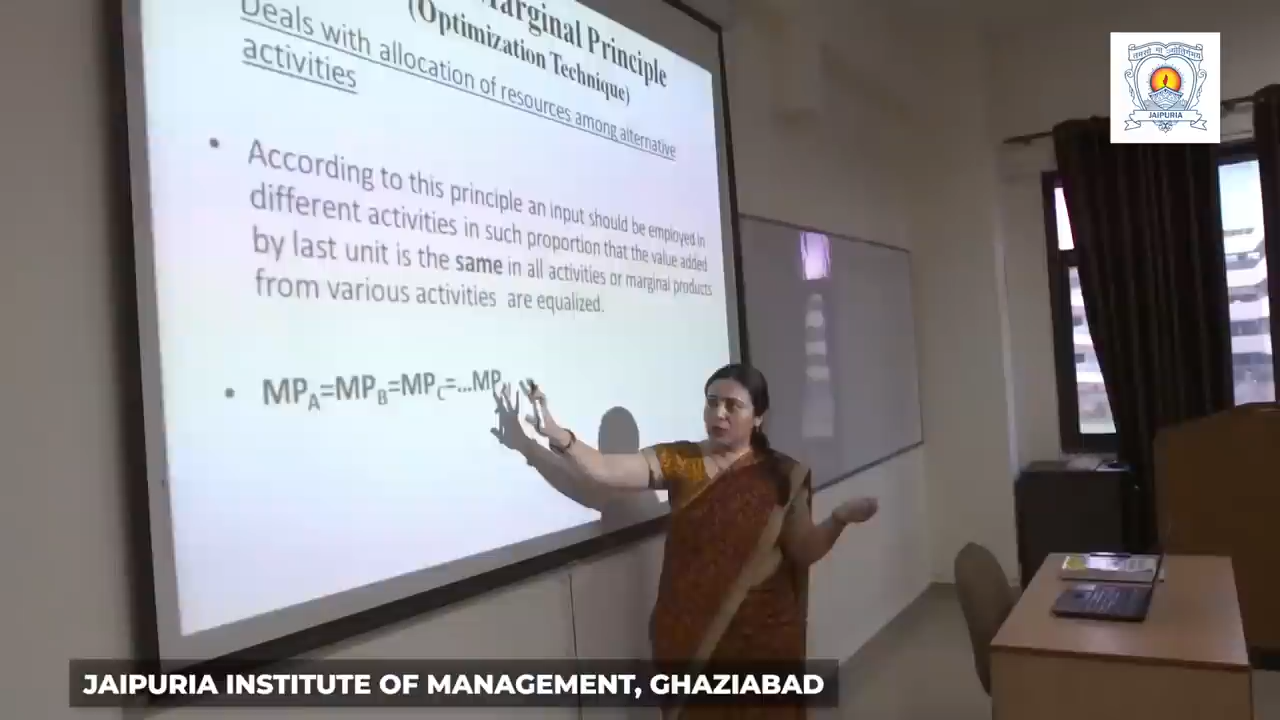 Marginal Principle
(Optimization Technique)
Deals with allocation of resources among alternative
activities
• According to this principle an input should be employed in
different activities in such proportion that the value added
by last unit is the same in all activities or marginal products
from various activities are equalized.
• MPA=MPB=MPC=...MP
JAIPURIA
JAIPURIA INSTITUTE OF MANAGEMENT, GHAZIABAD